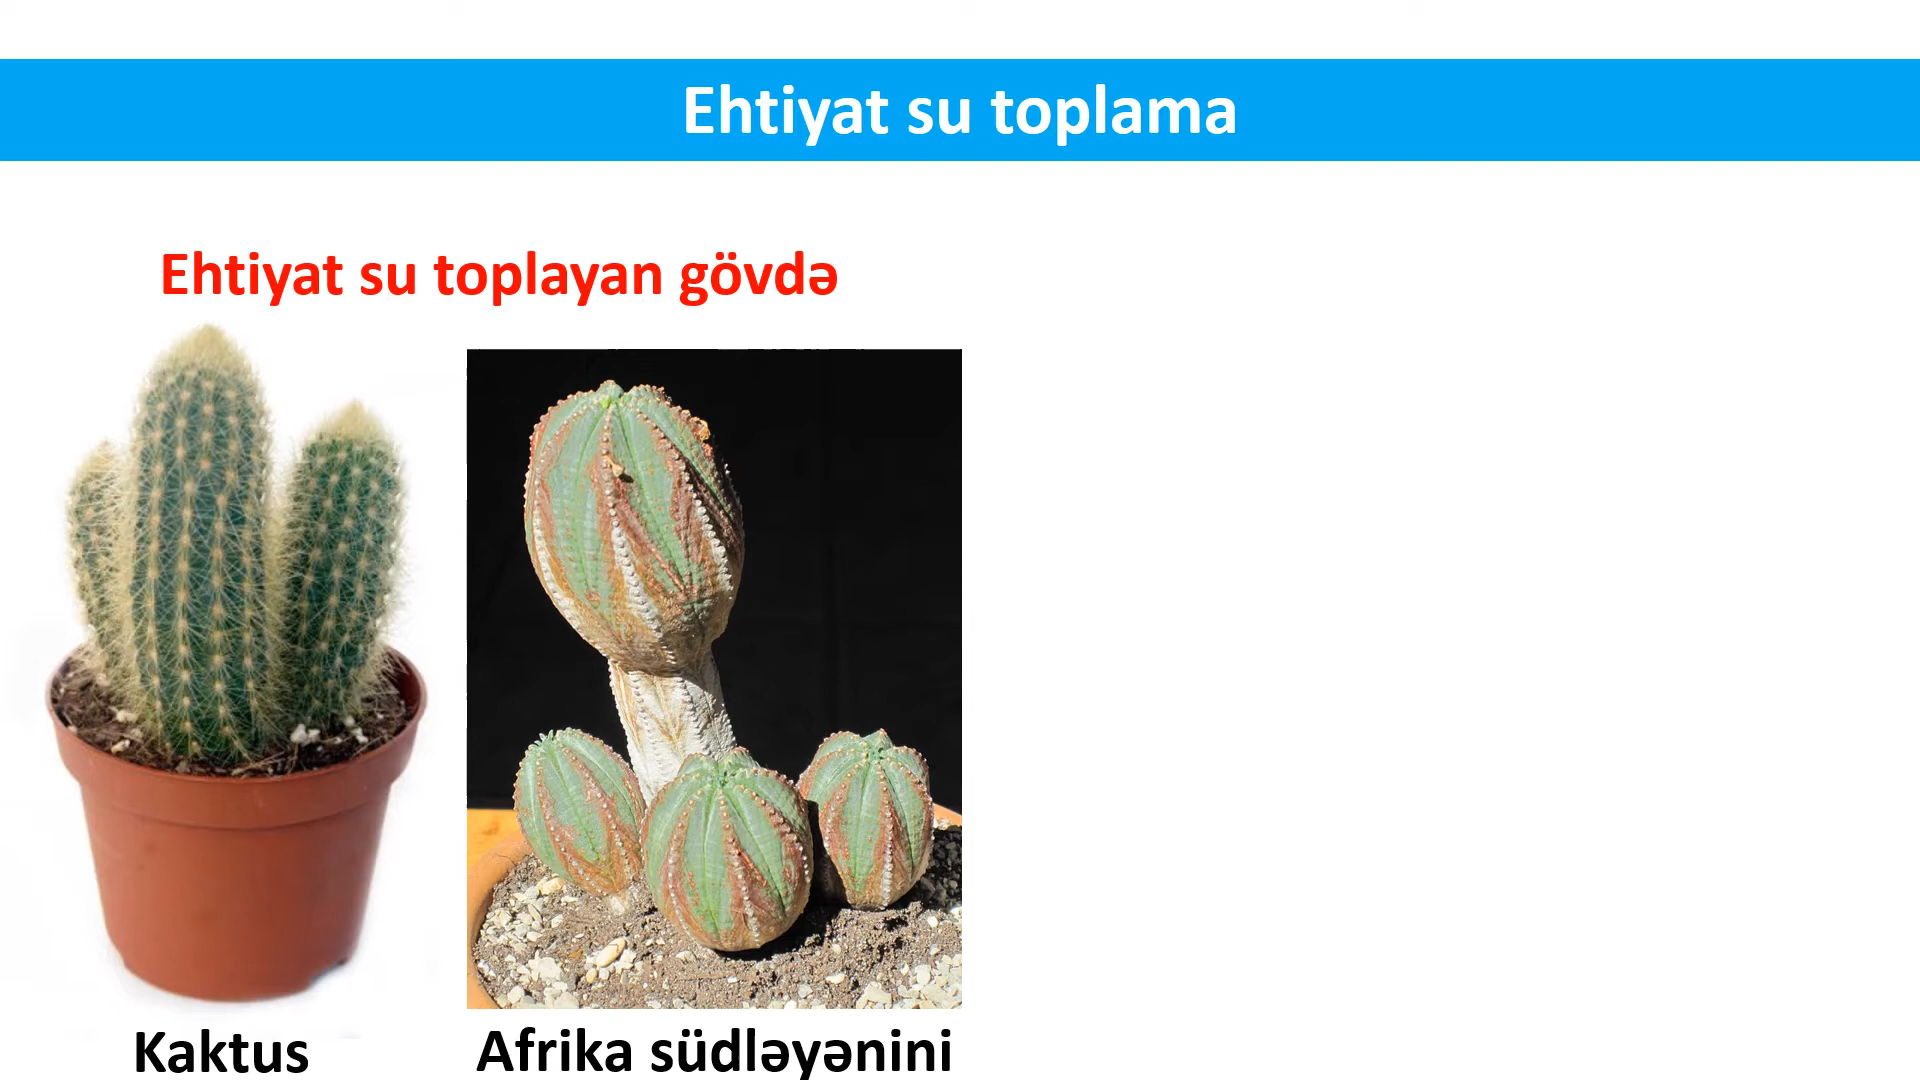 Ehtiyat su toplama
Ehtiyat su toplayan gövdə
Kaktus
Afrika südləyənini